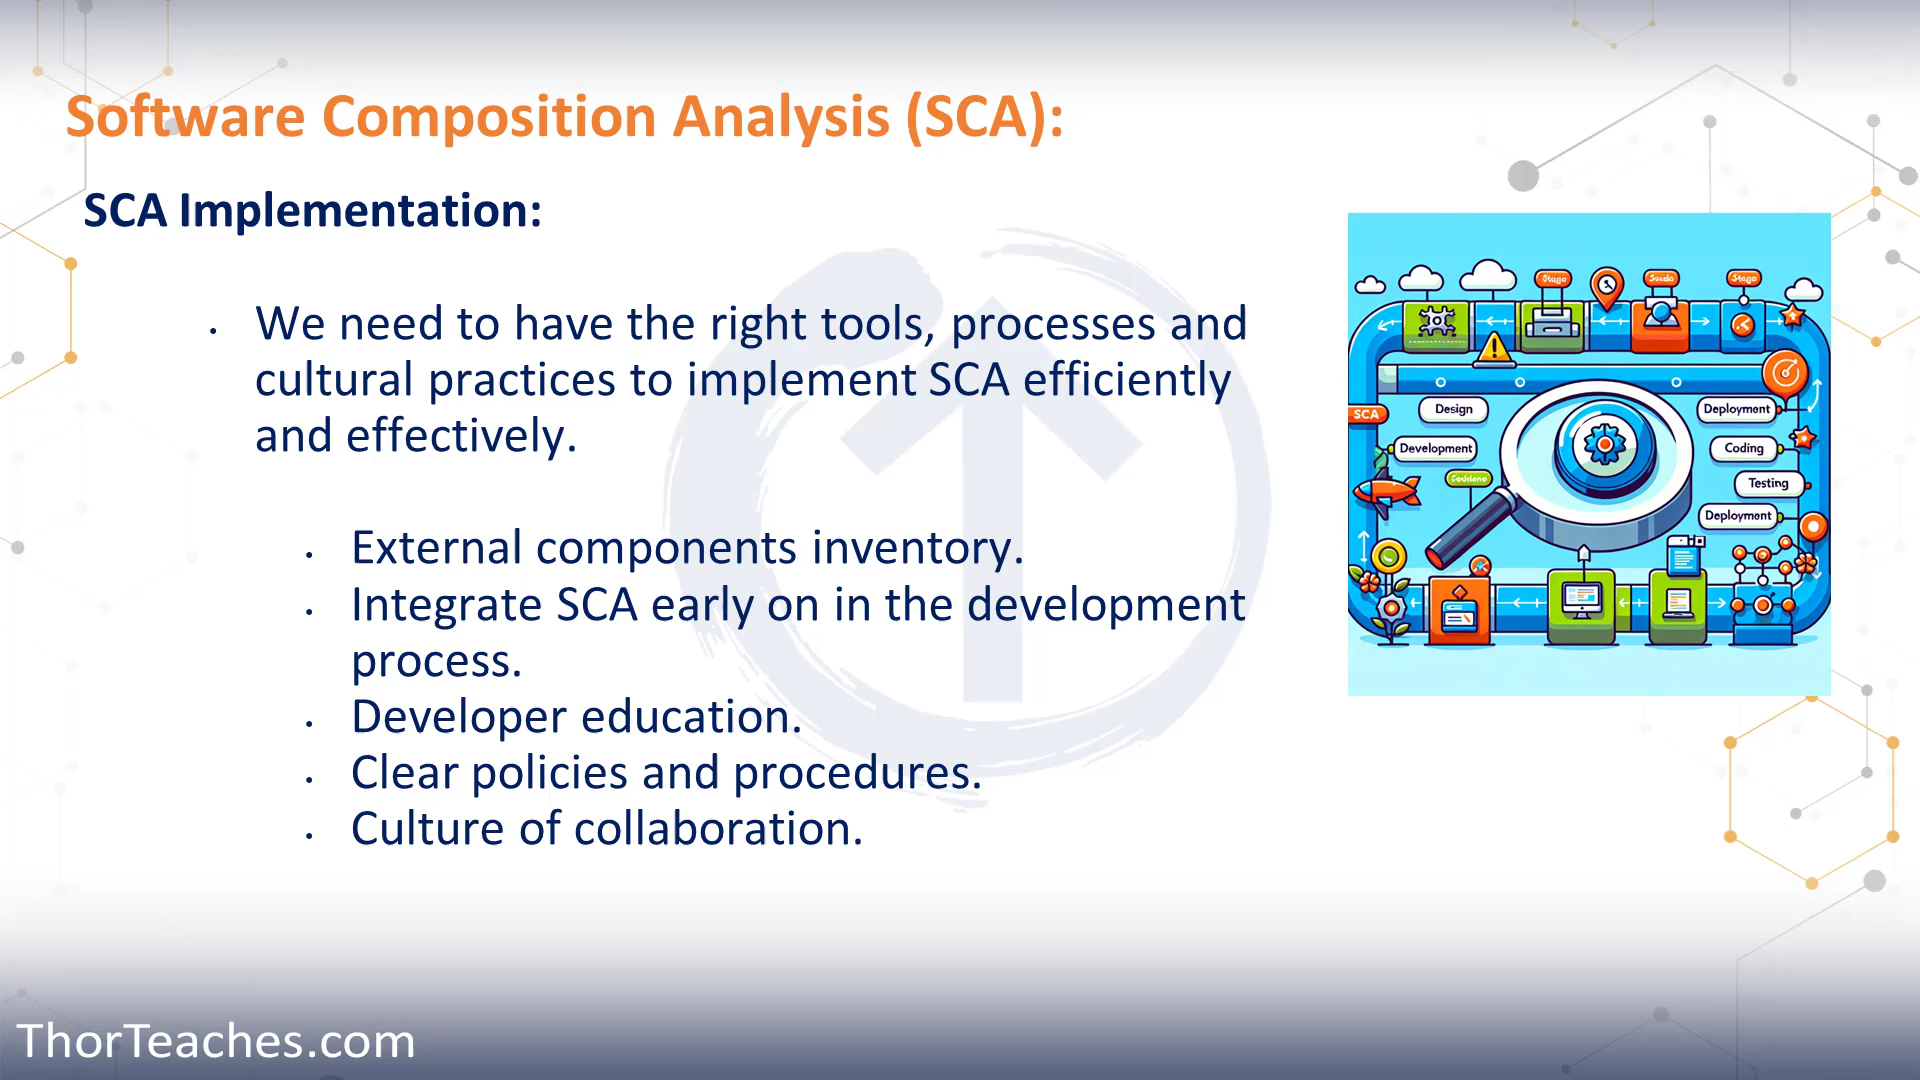 Software Composition Analysis (SCA):
SCA Implementation:
• We need to have the right tools, processes and
cultural practices to implement SCA efficiently
and effectively.
• External components inventory.
• Integrate SCA early on in the development
process.
• Developer education.
• Clear policies and procedures.
• Culture of collaboration.
Stage
Stage
SCA
Design
Development
Deployment
Coding
Testing
Deployment
ThorTeaches.com